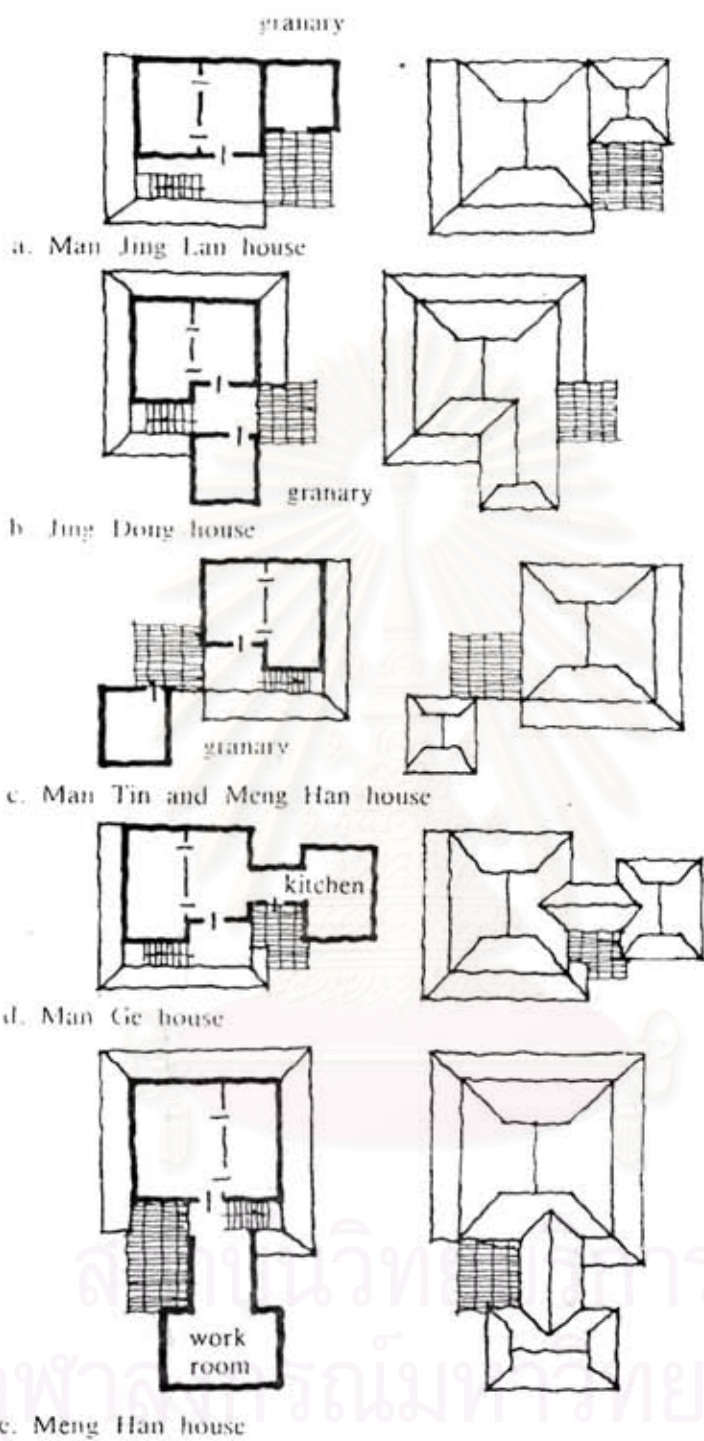 granary
a. Man Jing Lan house
granary
b. Jing Dong house
granary
c. Man Tin and Meng Han house
kitchen
d. Man Ge house
work
room
e. Meng Han house